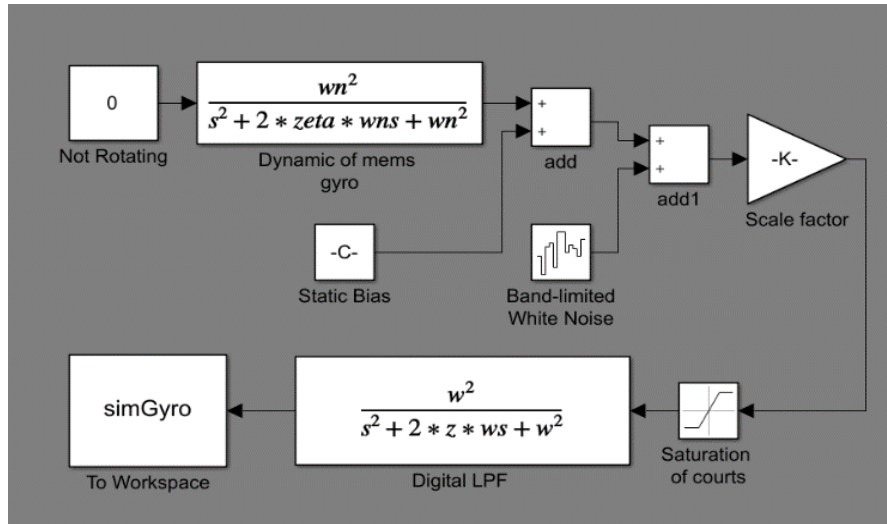 0
Not Rotating
wn²
s² + 2 * zeta * wns + wn²
Dynamic of mems
gyro
+
+
add
+
+
add1
-K-
Scale factor
-C-
Static Bias
Band-limited
White Noise
simGyro
To Workspace
w²
s² + 2 * z * ws + w²
Digital LPF
Saturation
of courts